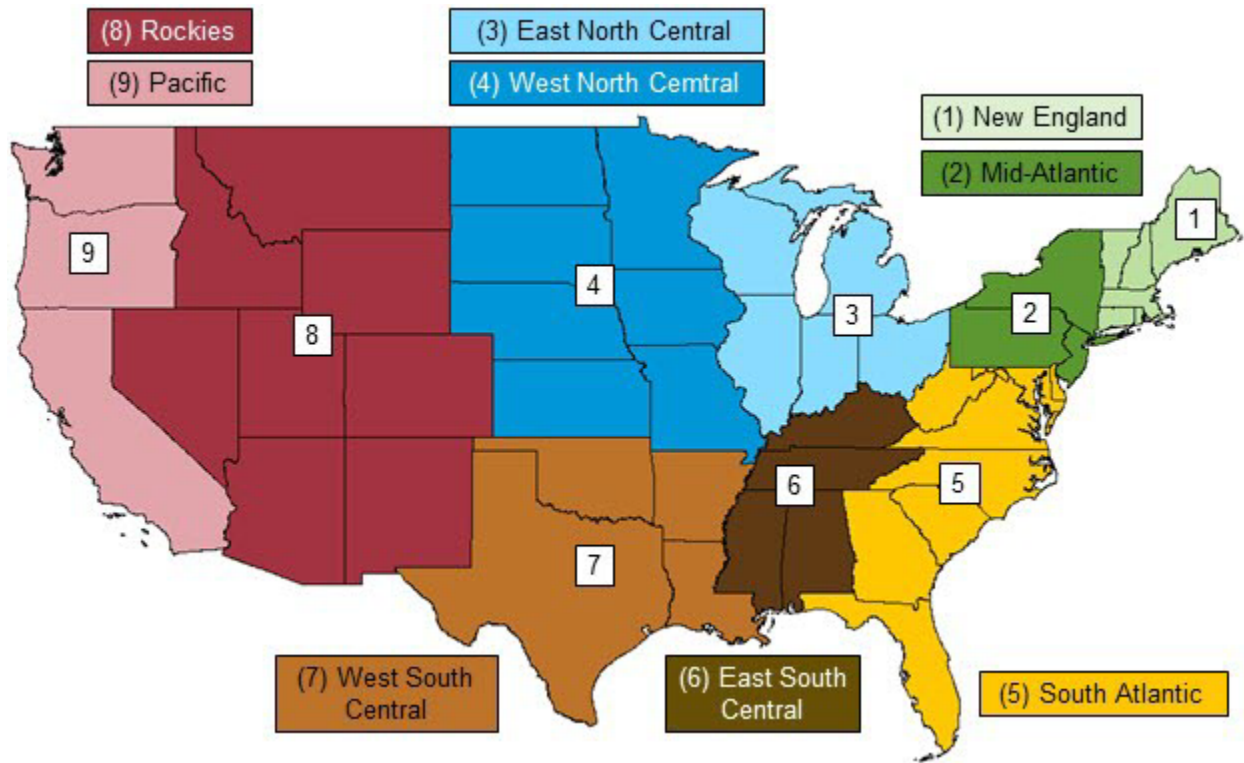 (8) Rockies
(3) East North Central
(9) Pacific
(4) West North Cemtral
(1) New England
(2) Mid-Atlantic
1
9
4
2
3
8
6
5
7
(7) West South
Central
(6) East South
Central
(5) South Atlantic